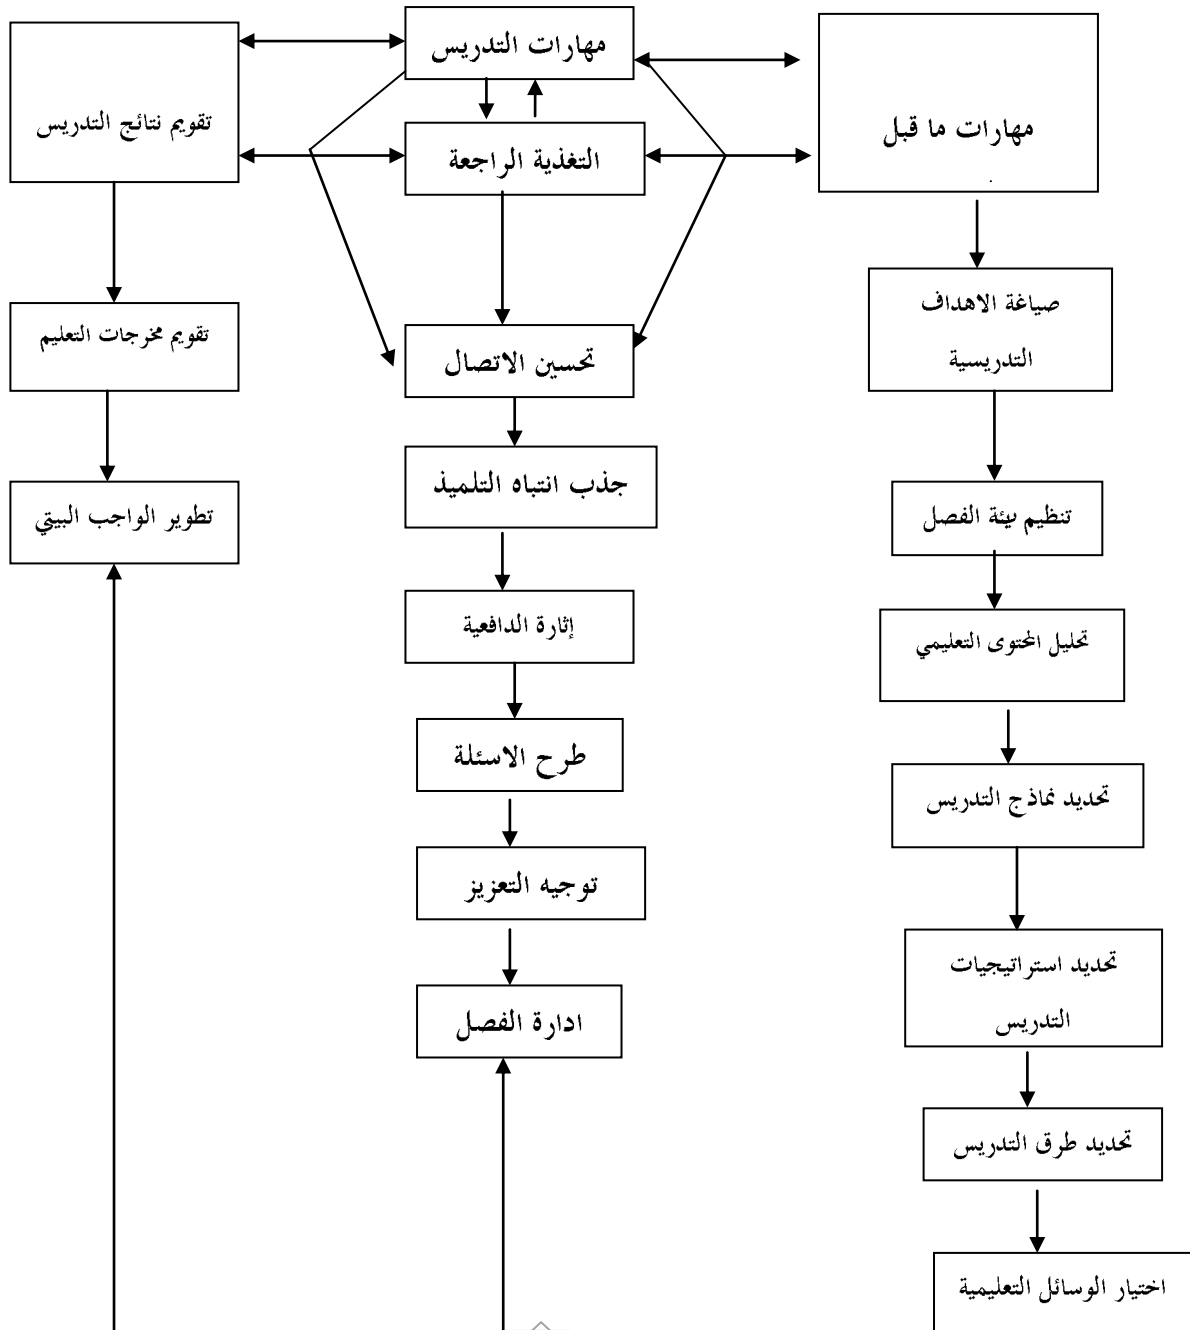 مهارات التدريس
مهارات ما قبل
تقويم نتائج التدريس
التغذية الراجعة
صياغة الاهداف
التدريسية
تنظيم بيئة الفصل
تحليل المحتوى التعليمي
تحديد نماذج التدريس
تحديد استراتيجيات
التدريس
تحديد طرق التدريس
اختيار الوسائل التعليمية
تحسين الاتصال
جذب انتباه التلميذ
إثارة الدافعية
طرح الاسئلة
توجيه التعزيز
ادارة الفصل
تقويم مخرجات التعليم
تطوير الواجب البيتي